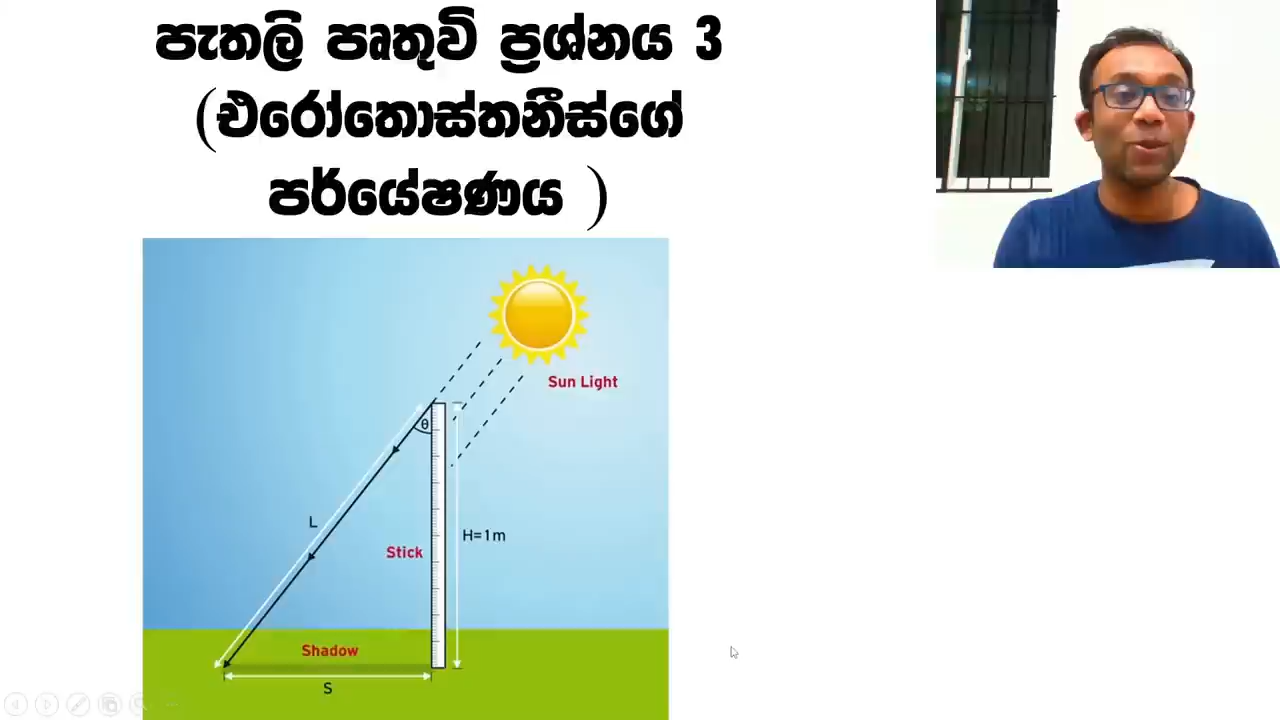 පැතලි පෘතුවි ප්‍රශ්නය 3
(එරෝතොස්තනීස්ගේ
පර්යේෂණය )
Sun Light
θ
L
H=1m
Stick
Shadow
S